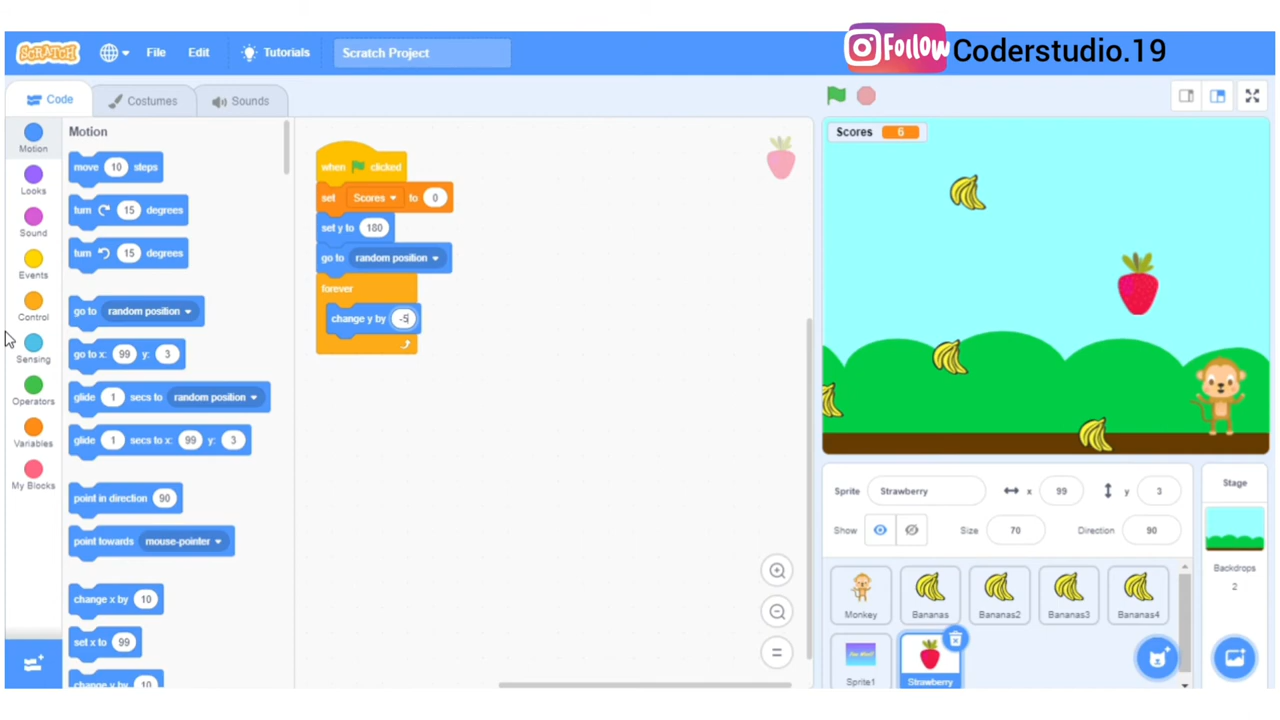 Follow Coderstudio.19
SCRATCH File Edit Tutorials Scratch Project
Code Costumes Sounds
Motion
Looks
Sound
Events
Control
Sensing
Operators
Variables
My Blocks
Motion
move 10 steps
turn 15 degrees
turn 15 degrees
go to random position
go to x: 99 y: 3
glide 1 secs to random position
glide 1 secs to x: 99 y: 3
point in direction 90
point towards mouse-pointer
change x by 10
set x to 99
change y by 10
when clicked
set Scores to 0
set y to 180
go to random position
forever
change y by -5
Scores 6
Sprite Strawberry x 99 y 3
Show Size 70 Direction 90
Monkey Bananas Bananas2 Bananas3 Bananas4
Sprite1 Strawberry
Stage
Backdrops
2